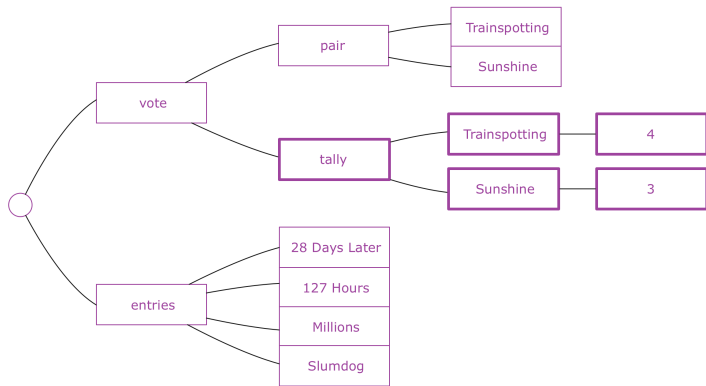 vote
pair
Trainspotting
Sunshine
tally
Trainspotting
4
Sunshine
3
entries
28 Days Later
127 Hours
Millions
Slumdog